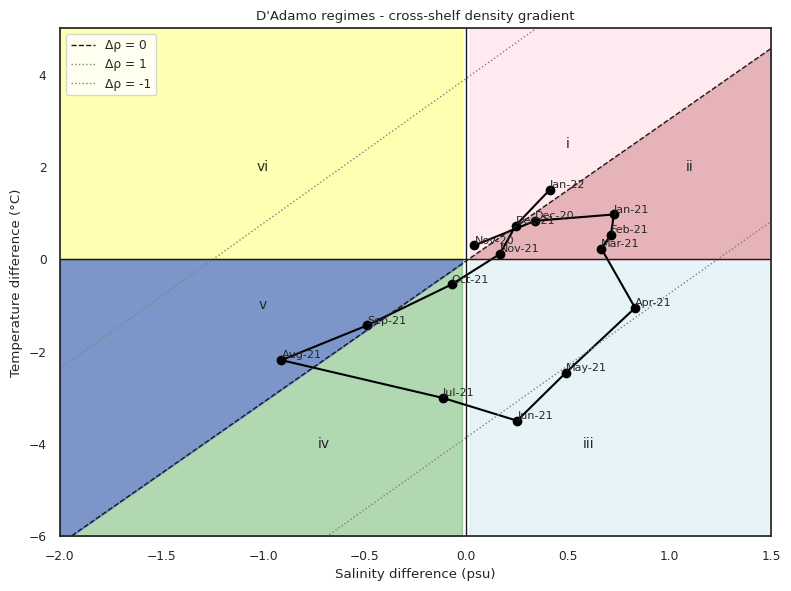 D'Adamo regimes - cross-shelf density gradient
Δρ = 0
Δρ = 1
Δρ = -1
4
2
0
−2
−4
−6
Temperature difference (°C)
i
ii
vi
v
iv
iii
Jan-22
Dec-20
Jan-21
Feb-21
Mar-21
Nov-20
Nov-21
Oct-21
Apr-21
Sep-21
Aug-21
May-21
Jul-21
Jun-21
−2.0
−1.5
−1.0
−0.5
0.0
0.5
1.0
1.5
Salinity difference (psu)